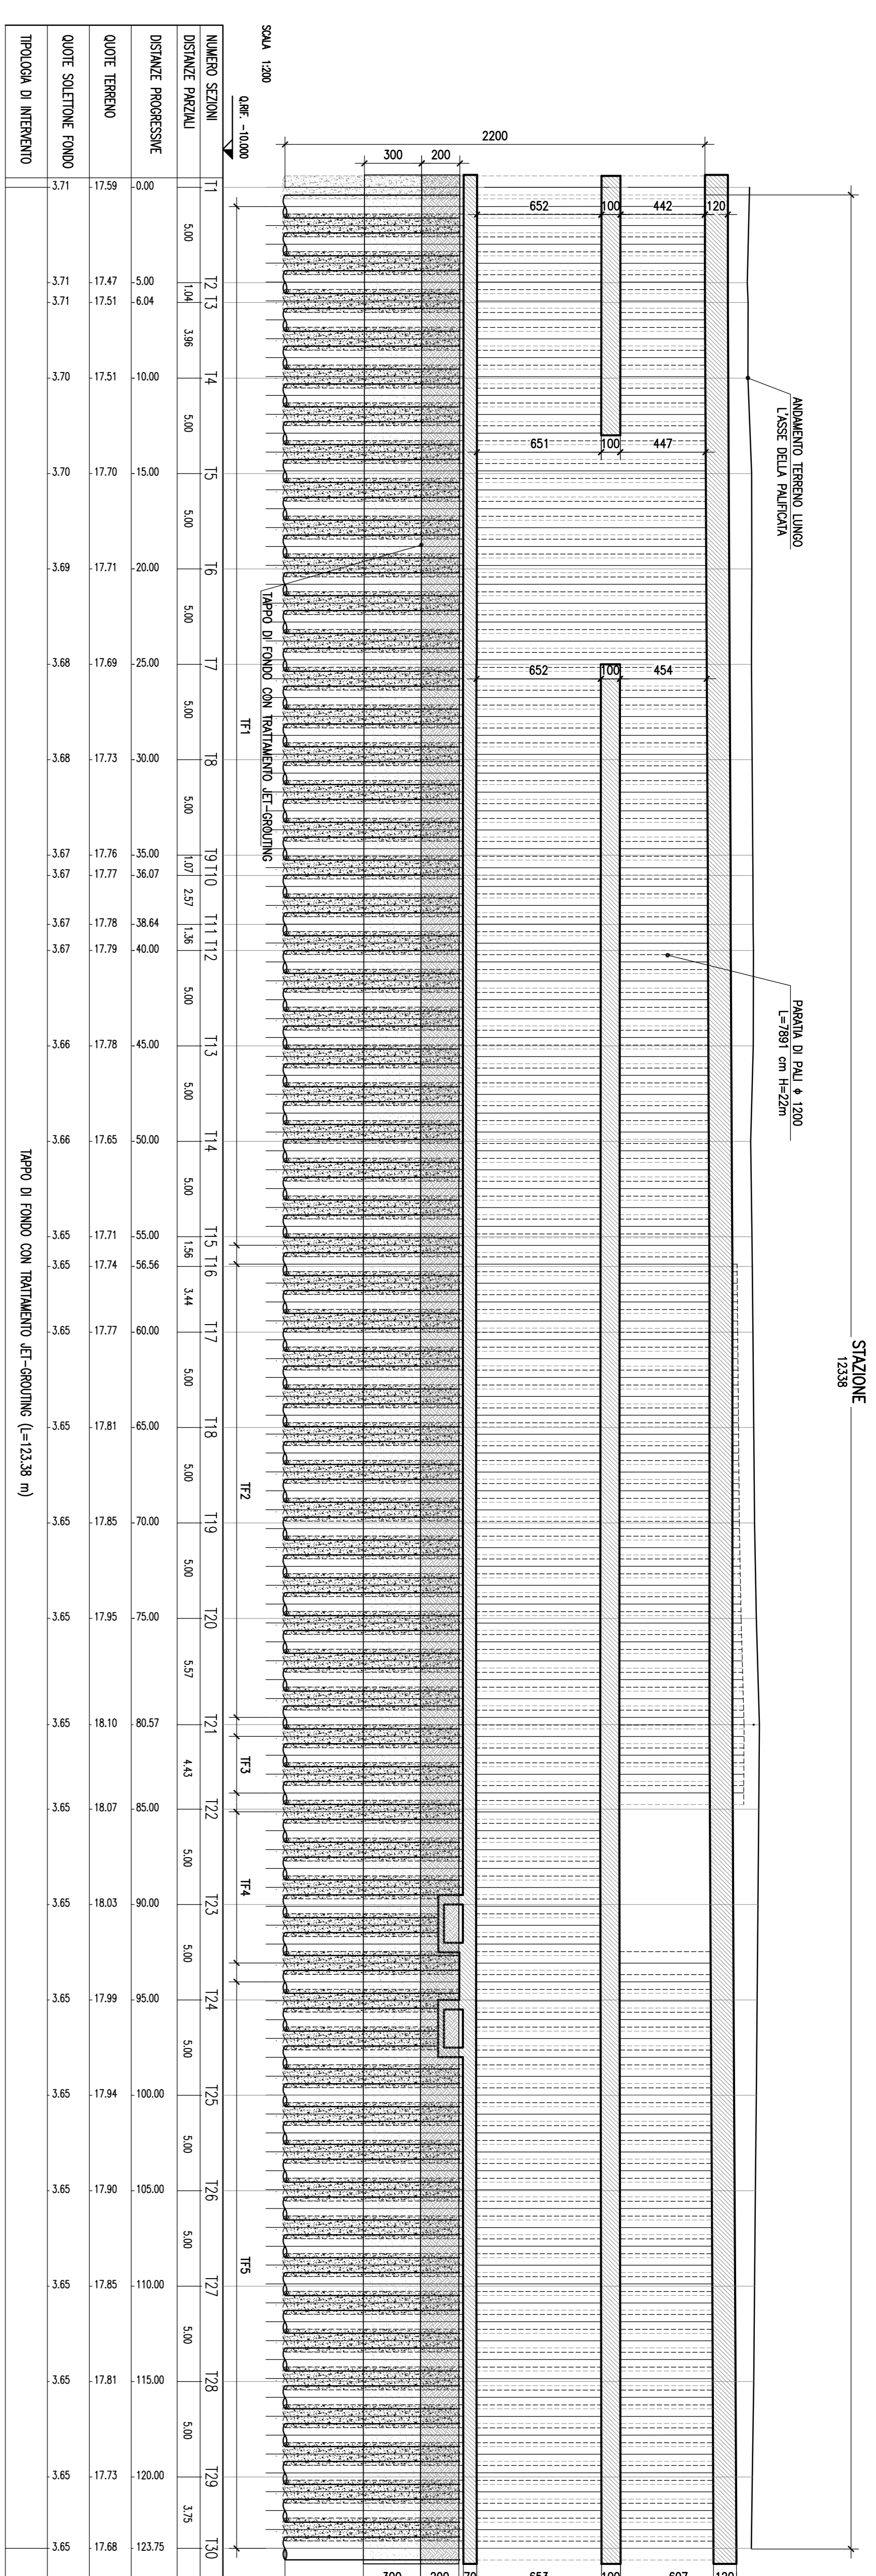 STAZIONE
12338
ANDAMENTO TERRENO LUNGO
L'ASSE DELLA PALIFICATA
PARATIA DI PALI ϕ 1200
L=7891 cm H=22m
2200
300 200 652 100 442 120
651 100 447
652 100 454
300 200 70 653 100 607 120
TAPPO DI FONDO CON TRATTAMENTO JET-GROUTING
SCALA 1:200
Q.RIF. -10.000
TF1 TF2 TF3 TF4 TF5
NUMERO SEZIONI T1 T2 T3 T4 T5 T6 T7 T8 T9 T10 T11 T12 T13 T14 T15 T16 T17 T18 T19 T20 T21 T22 T23 T24 T25 T26 T27 T28 T29 T30
DISTANZE PARZIALI 5.00 1.04 3.96 5.00 5.00 5.00 5.00 5.00 1.07 2.57 1.36 5.00 5.00 5.00 1.56 3.44 5.00 5.00 5.00 5.57 4.43 5.00 5.00 5.00 5.00 5.00 5.00 5.00 3.75
DISTANZE PROGRESSIVE 0.00 5.00 6.04 10.00 15.00 20.00 25.00 30.00 35.00 36.07 38.64 40.00 45.00 50.00 55.00 56.56 60.00 65.00 70.00 75.00 80.57 85.00 90.00 95.00 100.00 105.00 110.00 115.00 120.00 123.75
QUOTE TERRENO 17.59 17.47 17.51 17.51 17.70 17.71 17.69 17.73 17.76 17.77 17.78 17.79 17.78 17.65 17.71 17.74 17.77 17.81 17.85 17.95 18.10 18.07 18.03 17.99 17.94 17.90 17.85 17.81 17.73 17.68
QUOTE SOLETTONE FONDO 3.71 3.71 3.71 3.70 3.70 3.69 3.68 3.68 3.67 3.67 3.67 3.67 3.66 3.66 3.65 3.65 3.65 3.65 3.65 3.65 3.65 3.65 3.65 3.65 3.65 3.65 3.65 3.65 3.65 3.65
TIPOLOGIA DI INTERVENTO TAPPO DI FONDO CON TRATTAMENTO JET-GROUTING (L=123.38 m)